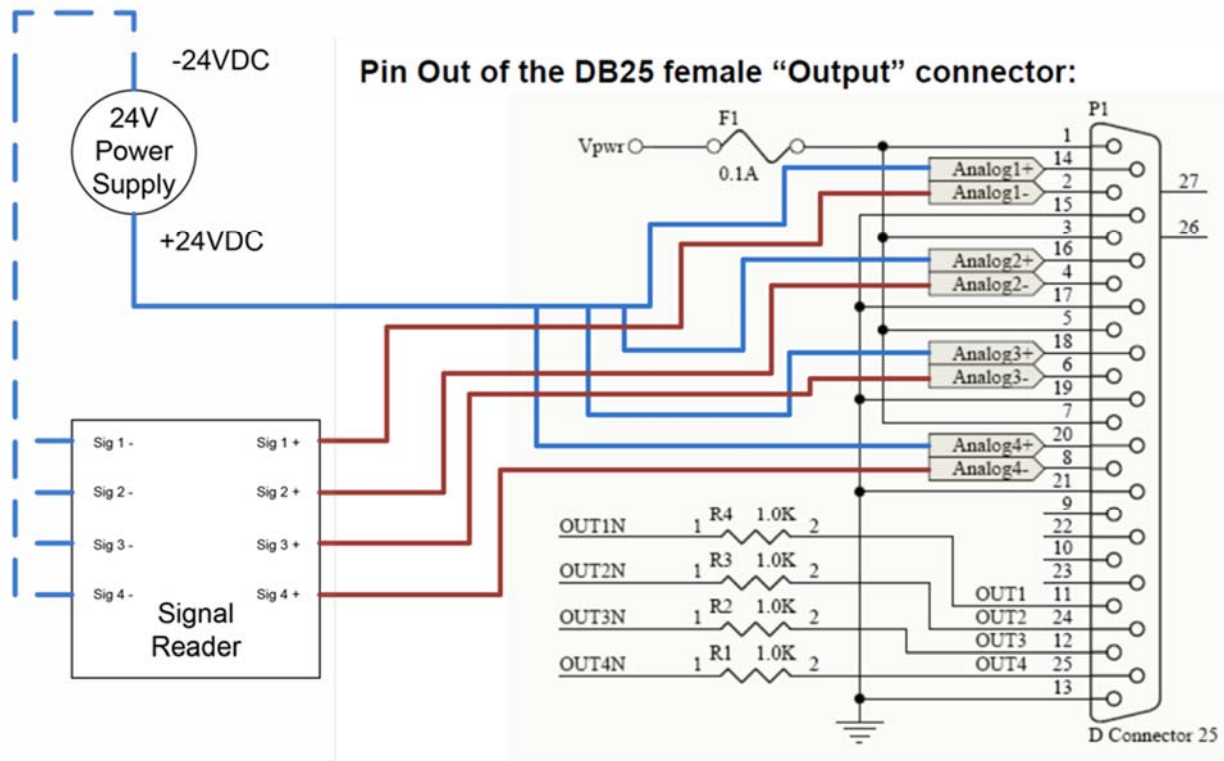 -24VDC
24V
Power
Supply
+24VDC
Pin Out of the DB25 female “Output” connector:
P1
F1
Vpwr
0.1A
1
14
Analog1+
2
Analog1-
15
3
16
Analog2+
4
Analog2-
17
5
18
Analog3+
6
Analog3-
19
7
20
Analog4+
8
Analog4-
21
9
22
10
23
11
24
12
25
13
27
26
Sig 1 - Sig 1 +
Sig 2 - Sig 2 +
Sig 3 - Sig 3 +
Sig 4 - Sig 4 +
Signal
Reader
OUT1N 1 R4 1.0K 2
OUT2N 1 R3 1.0K 2
OUT3N 1 R2 1.0K 2
OUT4N 1 R1 1.0K 2
OUT1
OUT2
OUT3
OUT4
D Connector 25